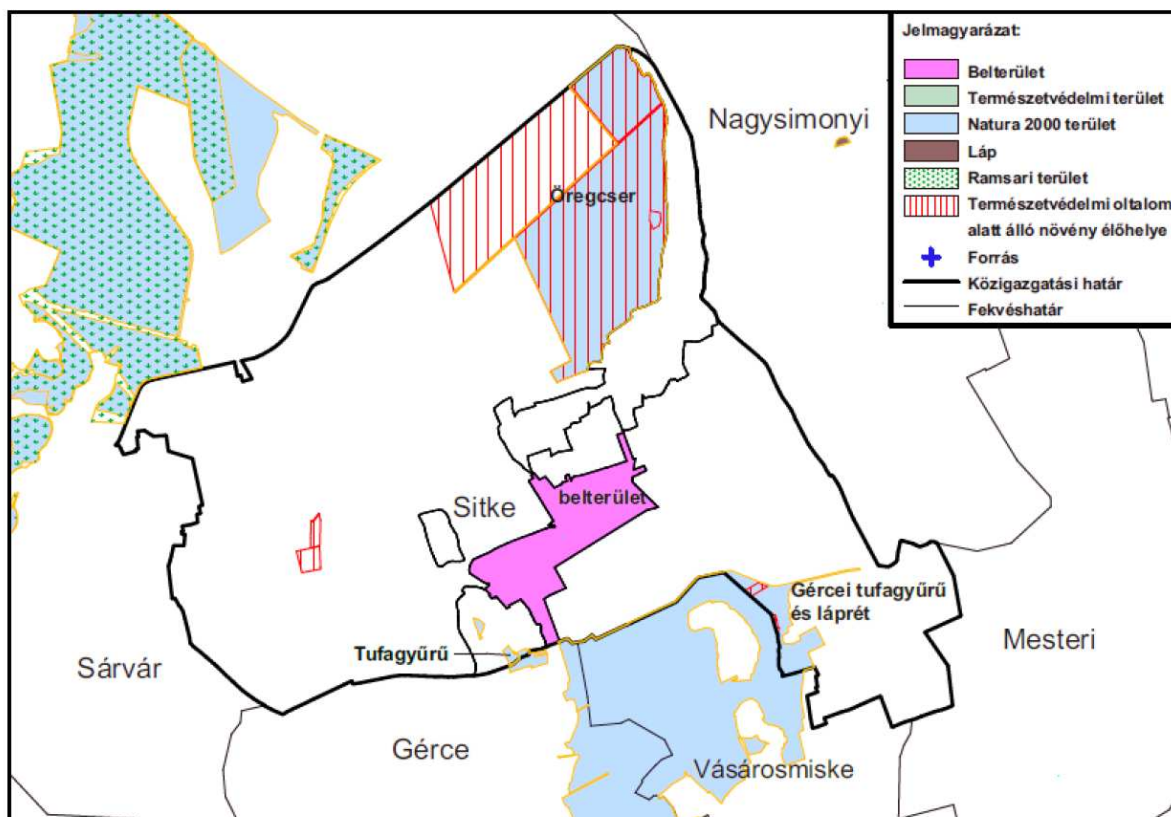 Jelmagyarázat:
Belterület
Természetvédelmi terület
Natura 2000 terület
Láp
Ramsari terület
Természetvédelmi oltalom
alatt álló növény élőhelye
Forrás
Közigazgatási határ
Fekvéshatár
Nagysimonyi
Öregcser
Sitke
belterület
Gércei tufagyűrű
és láprét
Tufagyűrű
Mesteri
Sárvár
Gérce
Vásárosmiske